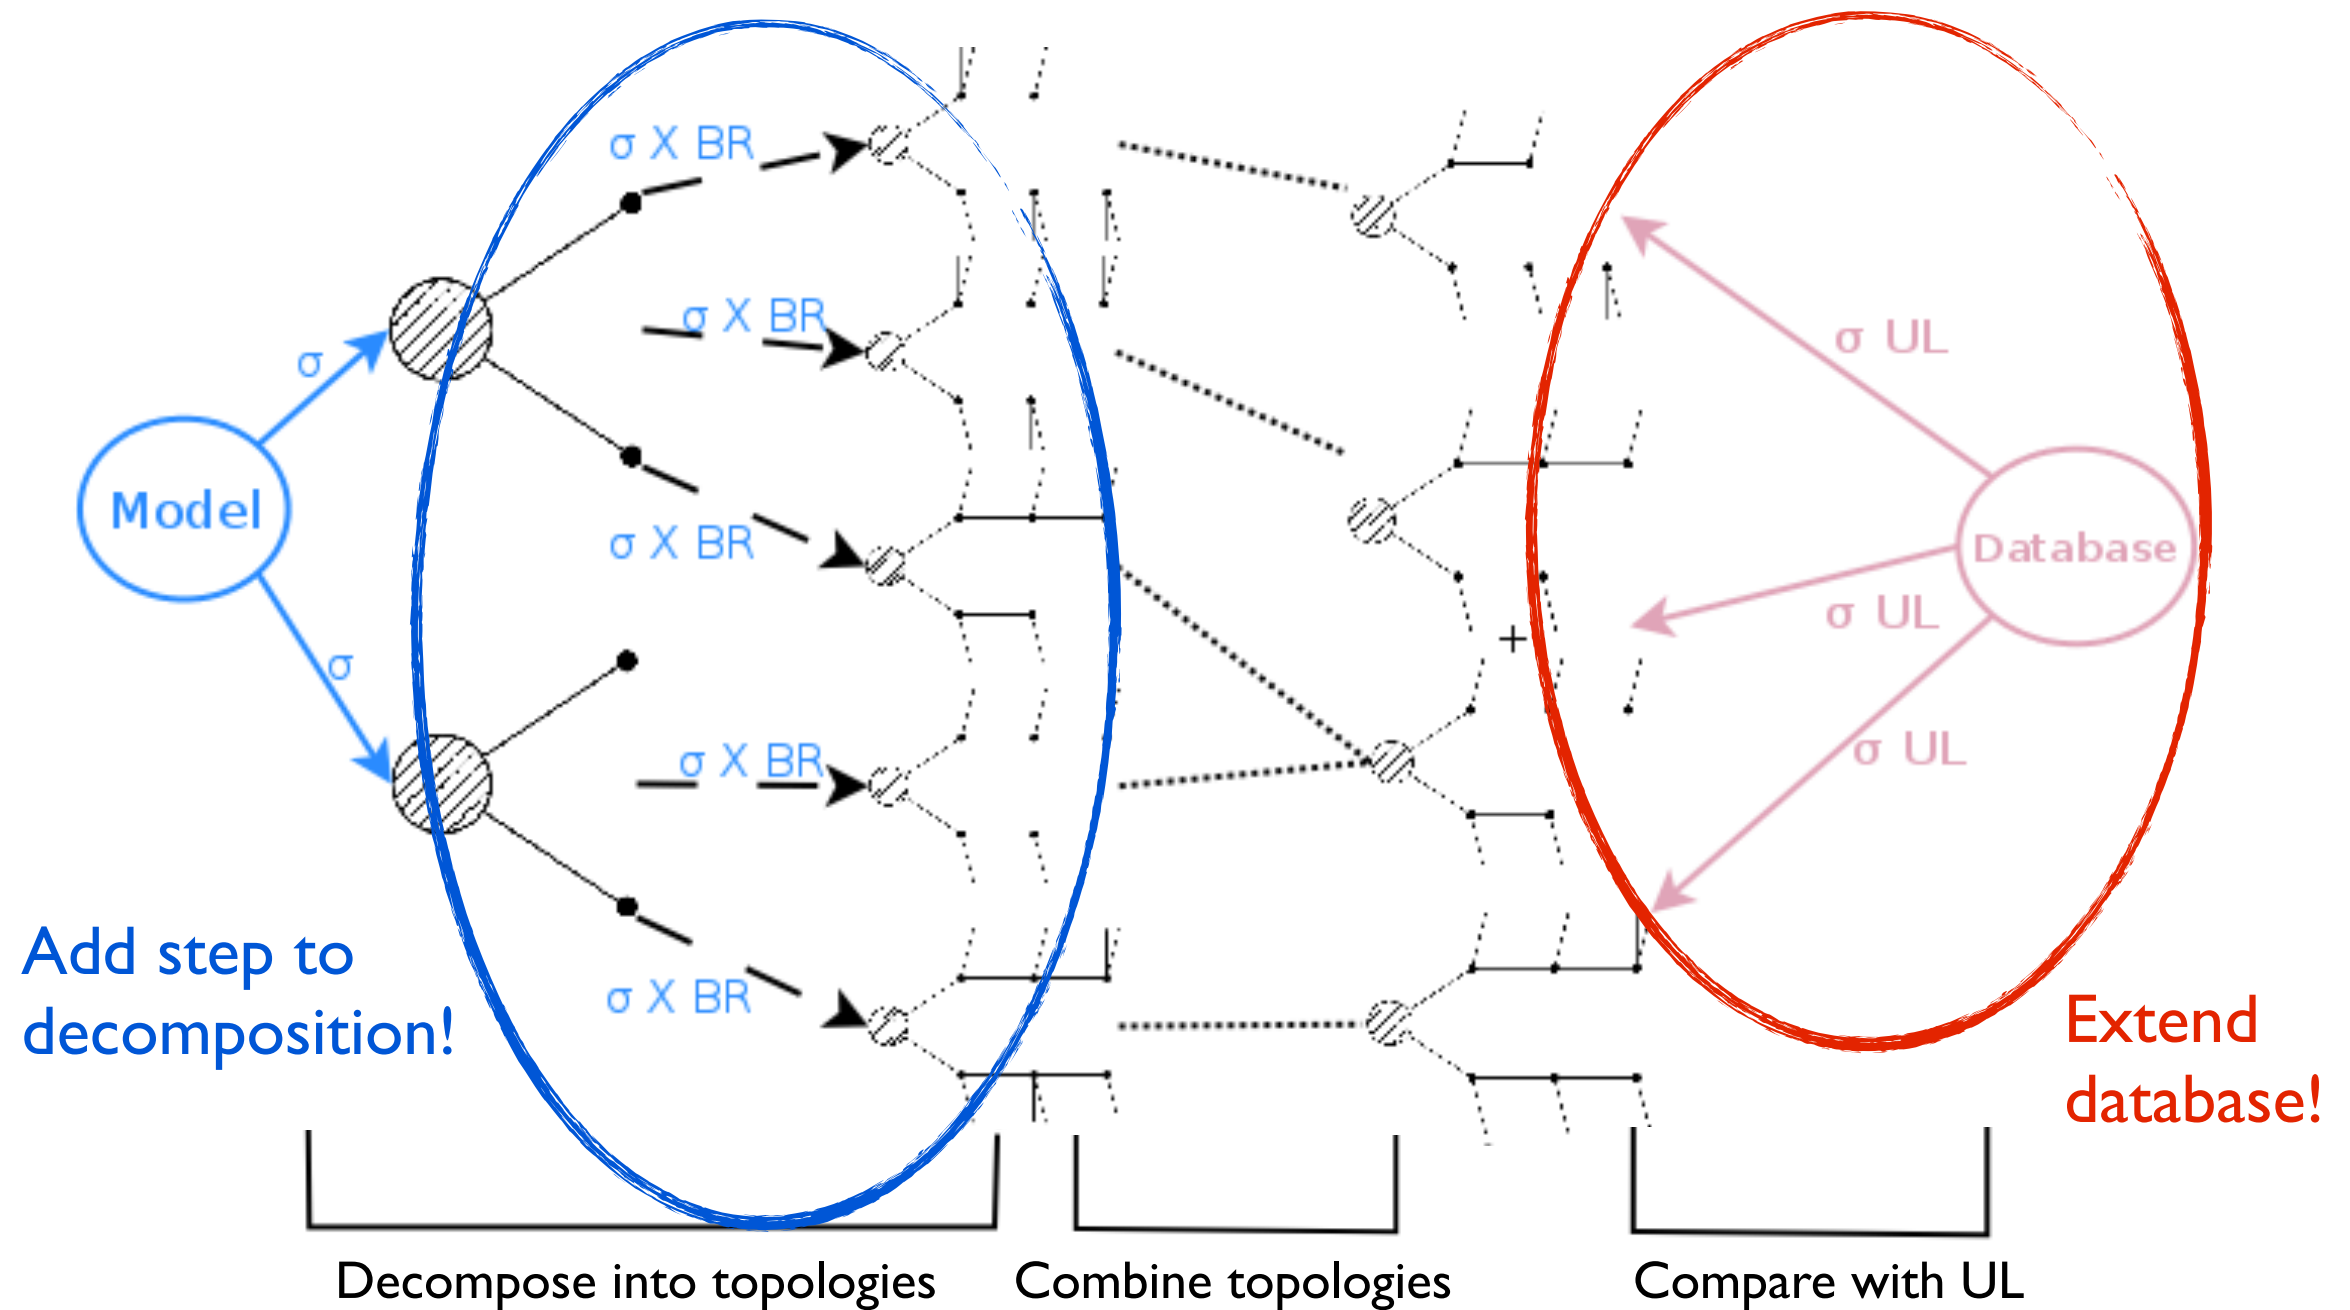 σ X BR
σ X BR
σ UL
σ
Model
σ X BR
Database
σ UL
+
σ
σ UL
σ X BR
Add step to
decomposition!
σ X BR
Extend
database!
Decompose into topologies
Combine topologies
Compare with UL